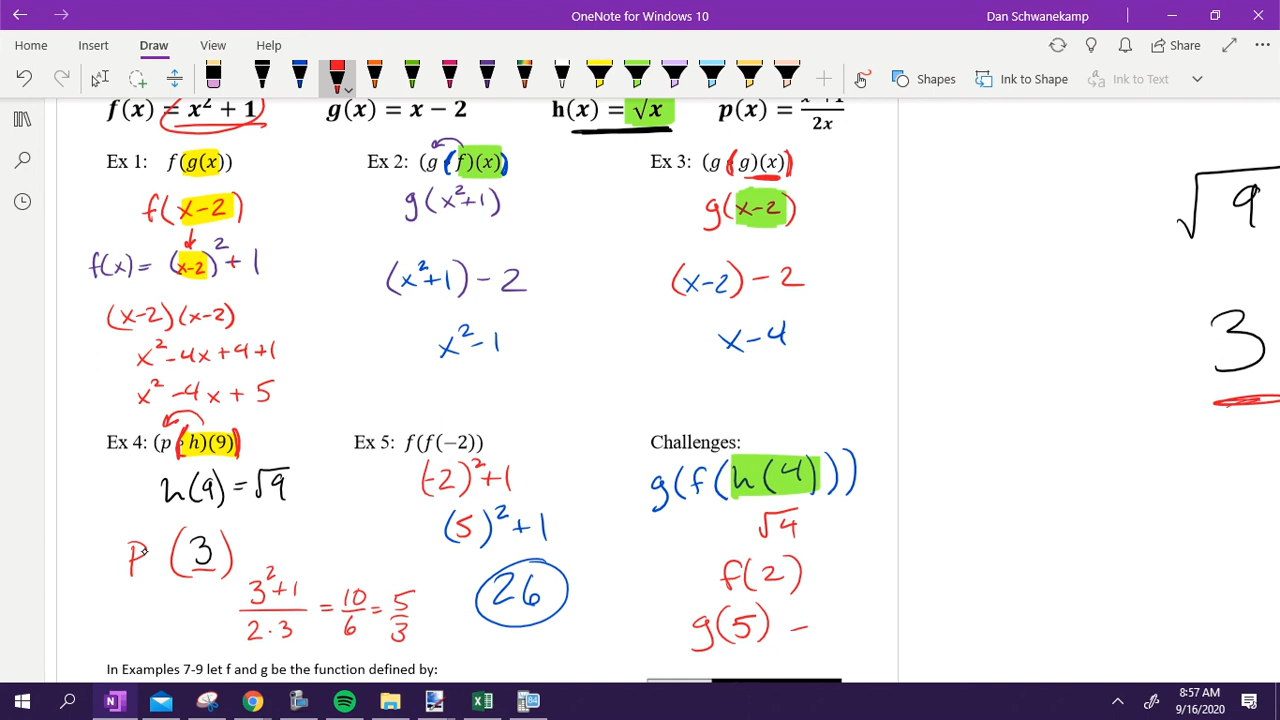 OneNote for Windows 10
Dan Schwanekamp
Home Insert Draw View Help
Share
Shapes Ink to Shape Ink to Text
f(x) = x² + 1 g(x) = x − 2 h(x) = √x p(x) = x²+1/2x
Ex 1: f(g(x)) Ex 2: (g ∘ f)(x) Ex 3: (g ∘ g)(x)
f(x-2)
f(x) = (x-2)² + 1
(x-2)(x-2)
x² -4x+4+1
x² -4x + 5
g(x²+1)
(x²+1) - 2
x² - 1
g(x-2)
(x-2) - 2
x-4
√9
3
Ex 4: (p ∘ h)(9) Ex 5: f(f(−2)) Challenges:
h(9) = √9
p(3)
3²+1/2·3 = 10/6 = 5/3
(-2)²+1
(5)²+1
26
g(f(h(4)))
√4
f(2)
g(5) -
In Examples 7-9 let f and g be the function defined by:
8:57 AM
9/16/2020